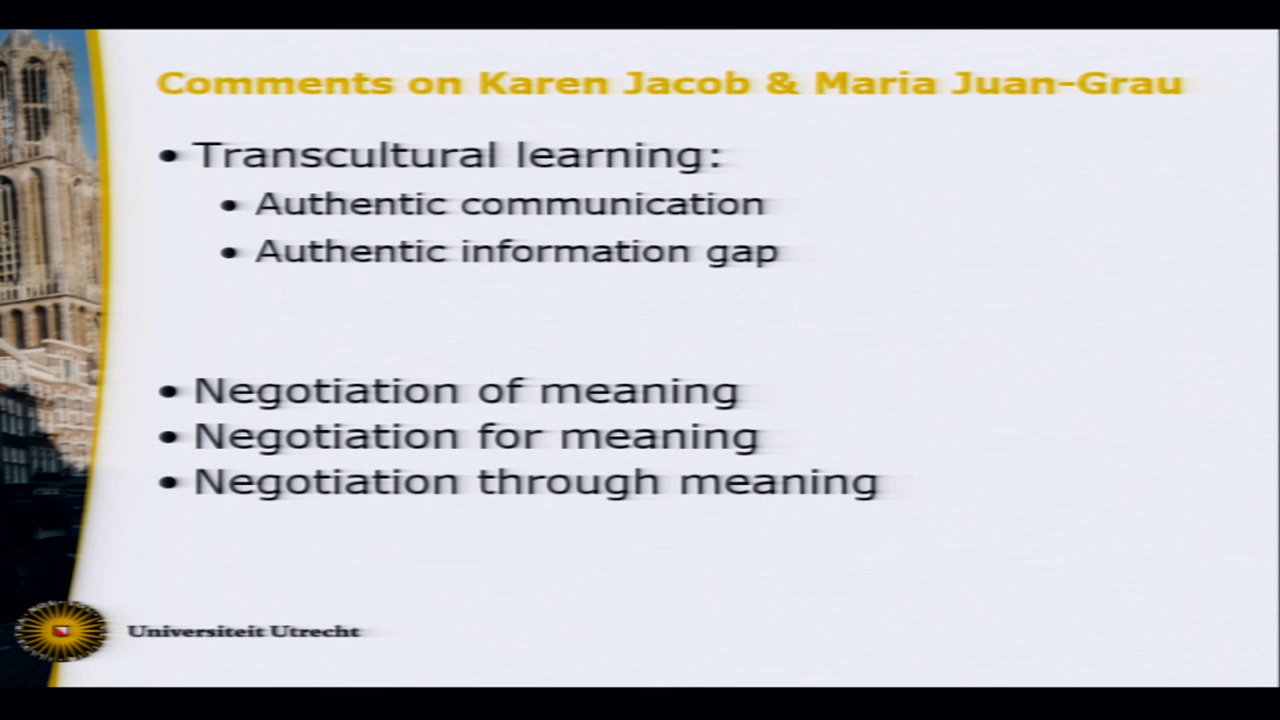 Comments on Karen Jacob & Maria Juan-Grau
• Transcultural learning:
• Authentic communication
• Authentic information gap
• Negotiation of meaning
• Negotiation for meaning
• Negotiation through meaning
Universiteit Utrecht